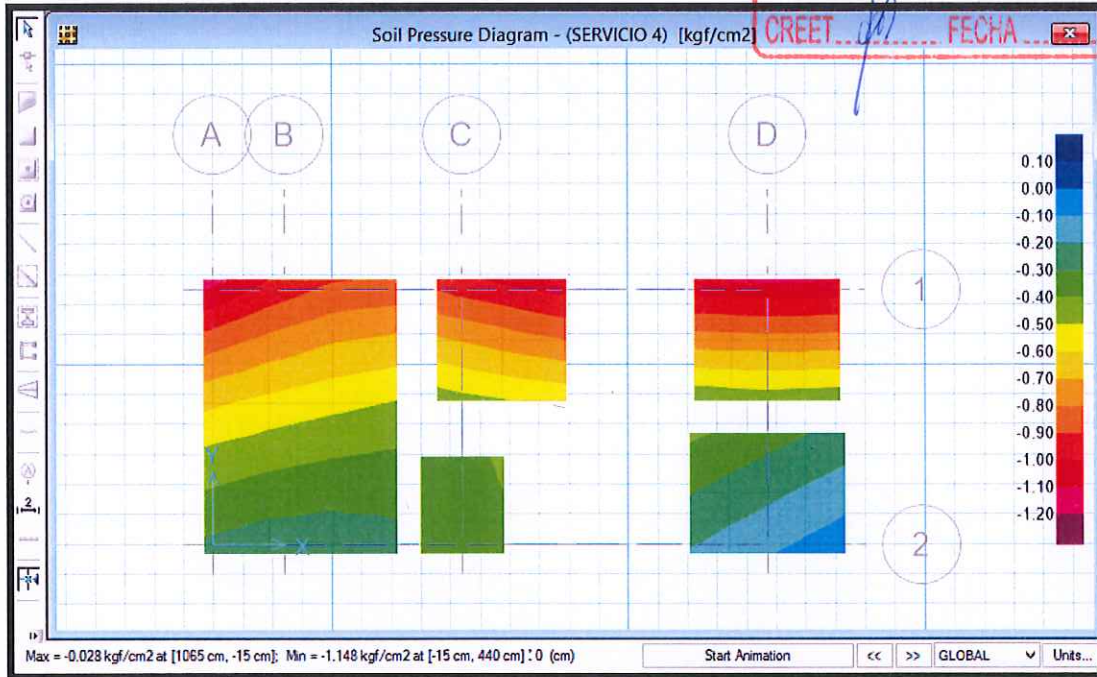 Soil Pressure Diagram - (SERVICIO 4) [kgf/cm2]
CREET FECHA
A B C D
1
2
Y
X
0.10
0.00
-0.10
-0.20
-0.30
-0.40
-0.50
-0.60
-0.70
-0.80
-0.90
-1.00
-1.10
-1.20
Max = -0.028 kgf/cm2 at [1065 cm, -15 cm]; Min = -1.148 kgf/cm2 at [-15 cm, 440 cm] : 0 (cm)
Start Animation << >> GLOBAL Units...